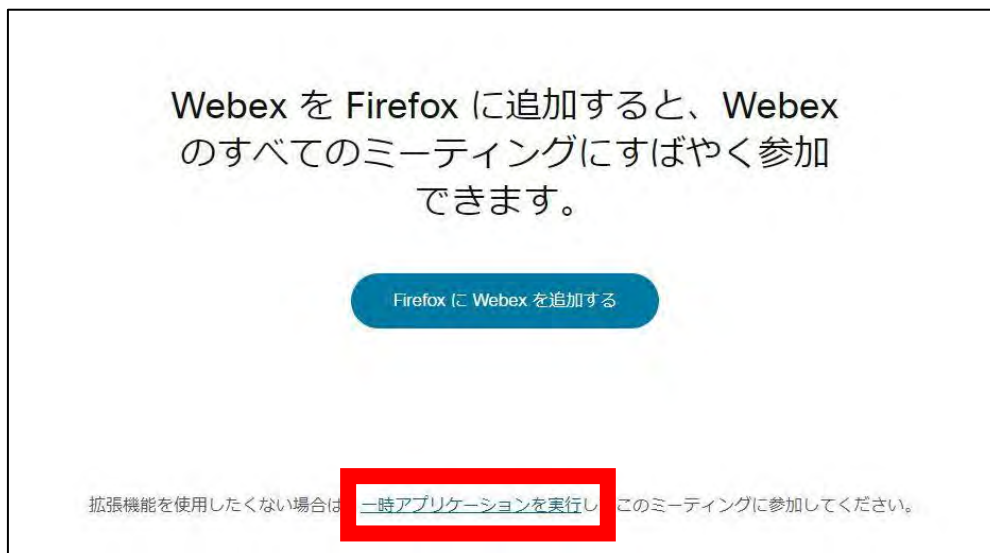 Webex を Firefox に追加すると、Webex
のすべてのミーティングにすばやく参加
できます。
Firefox に Webex を追加する
拡張機能を使用したくない場合は 一時アプリケーションを実行し このミーティングに参加してください。